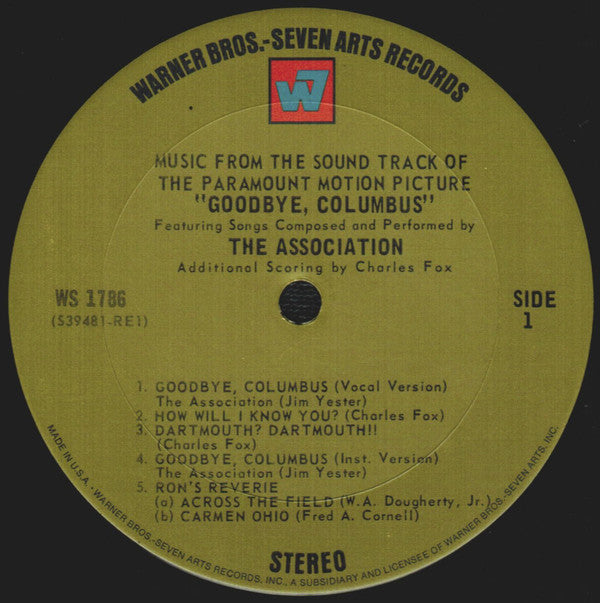 WARNER BROS.-SEVEN ARTS RECORDS
W7
MUSIC FROM THE SOUND TRACK OF
THE PARAMOUNT MOTION PICTURE
"GOODBYE, COLUMBUS"
Featuring Songs Composed and Performed by
THE ASSOCIATION
Additional Scoring by Charles Fox
WS 1786
(S39481-RE1)
SIDE
1
1. GOODBYE, COLUMBUS (Vocal Version)
The Association (Jim Yester)
2. HOW WILL I KNOW YOU? (Charles Fox)
3. DARTMOUTH? DARTMOUTH!!
(Charles Fox)
4. GOODBYE, COLUMBUS (Inst. Version)
The Association (Jim Yester)
5. RON'S REVERIE
(a) ACROSS THE FIELD (W.A. Dougherty, Jr.)
(b) CARMEN OHIO (Fred A. Cornell)
STEREO
MADE IN U.S.A. - WARNER BROS.-SEVEN ARTS RECORDS, INC., A SUBSIDIARY AND LICENSEE OF WARNER BROS.-SEVEN ARTS, INC.